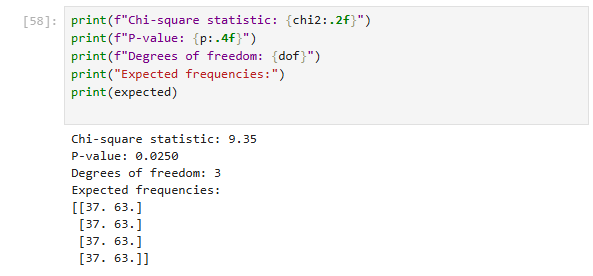 [58]: print(f"Chi-square statistic: {chi2:.2f}")
print(f"P-value: {p:.4f}")
print(f"Degrees of freedom: {dof}")
print("Expected frequencies:")
print(expected)
Chi-square statistic: 9.35
P-value: 0.0250
Degrees of freedom: 3
Expected frequencies:
[[37. 63.]
 [37. 63.]
 [37. 63.]
 [37. 63.]]